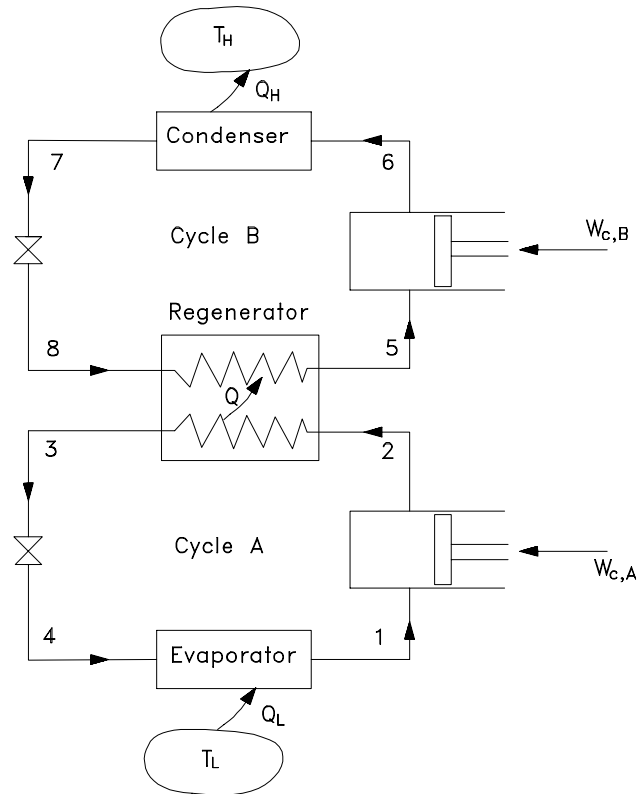 T_H
Q_H
Condenser
7
6
Cycle B
W_c,B
Regenerator
8
5
Q
3
2
Cycle A
W_c,A
4
1
Evaporator
Q_L
T_L